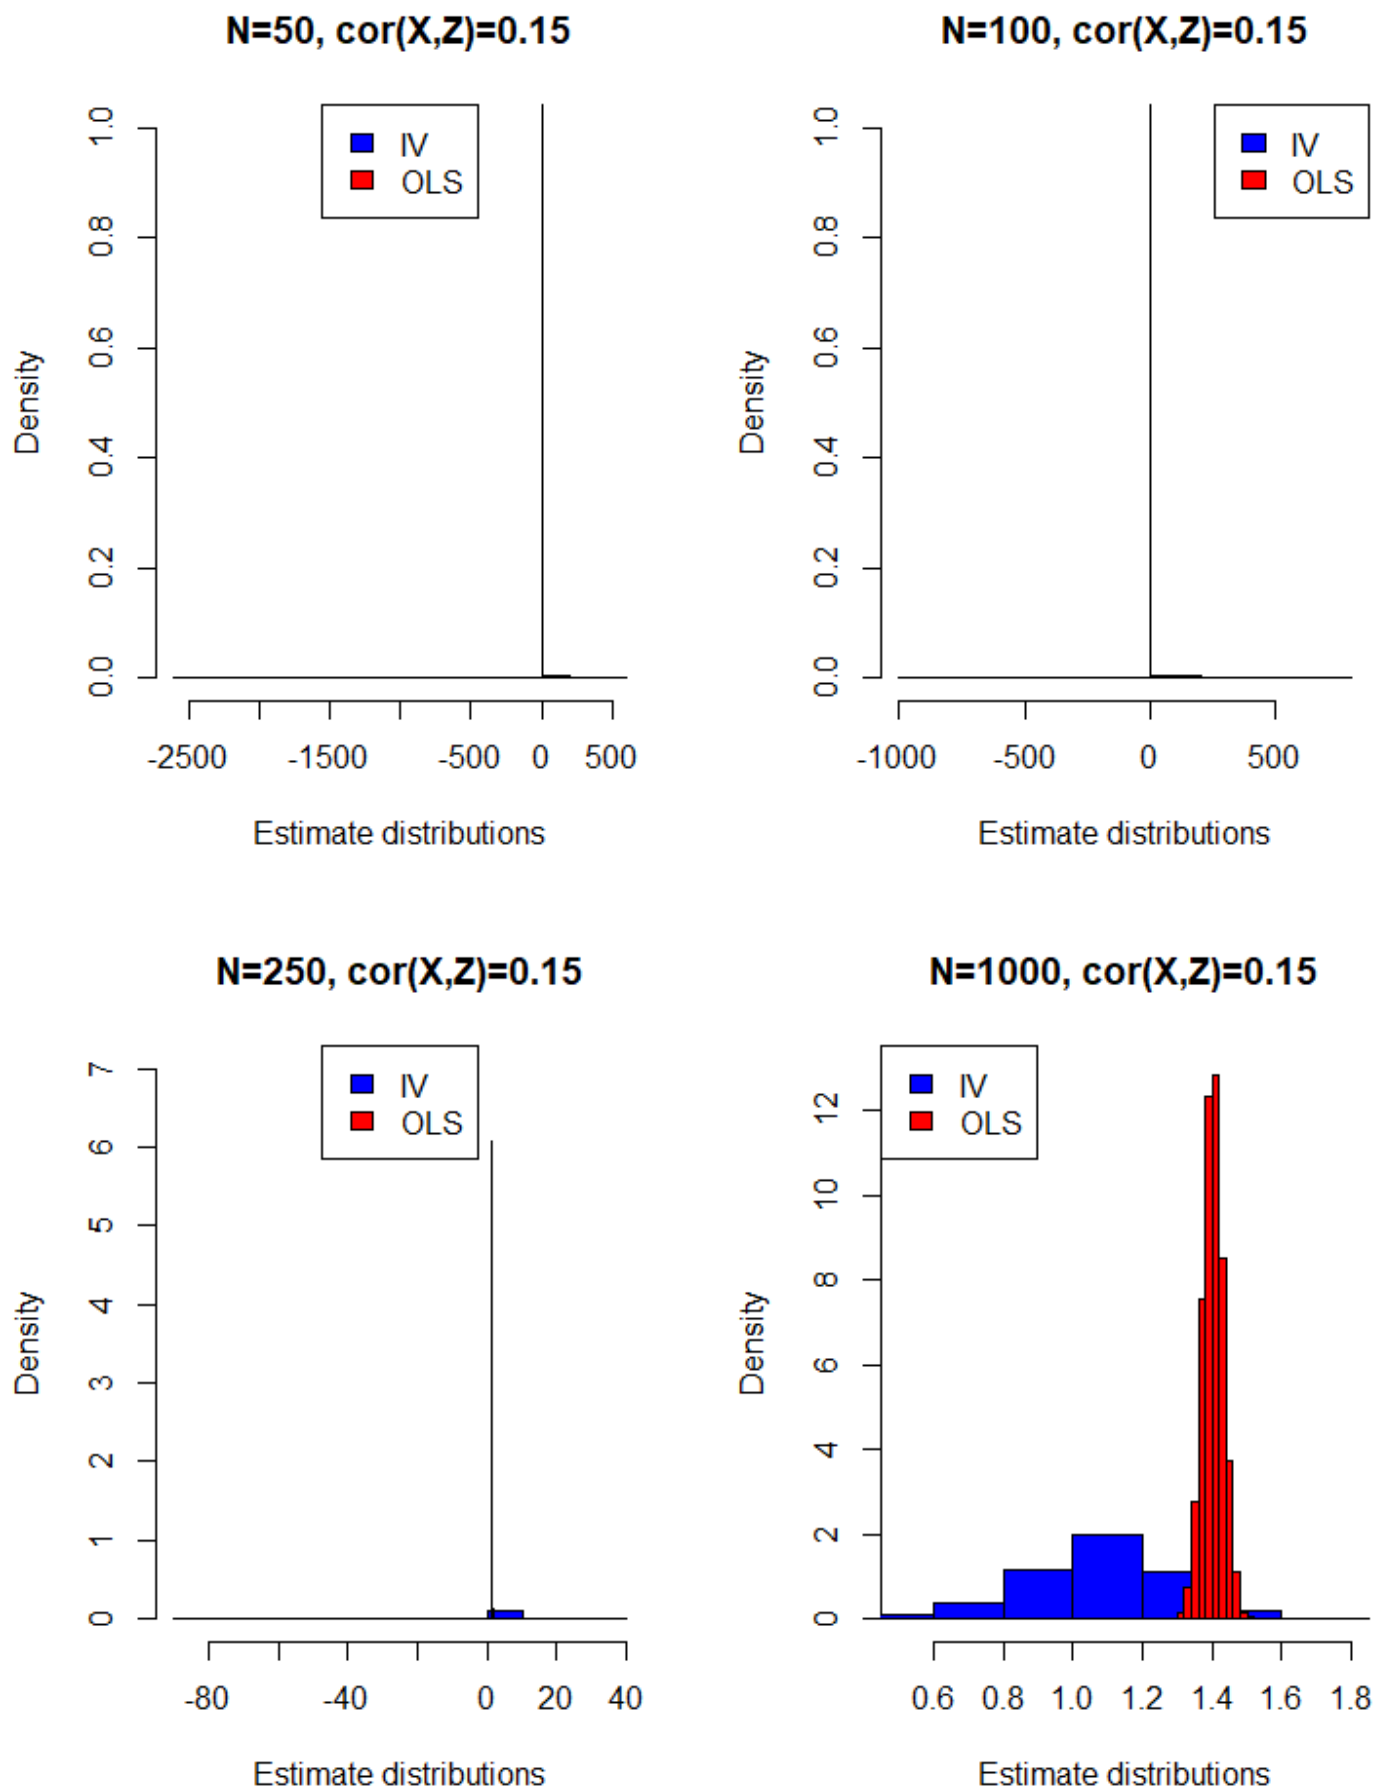 N=50, cor(X,Z)=0.15
IV
OLS
Density
0.0 0.2 0.4 0.6 0.8 1.0
-2500 -1500 -500 0 500
Estimate distributions
N=100, cor(X,Z)=0.15
IV
OLS
Density
0.0 0.2 0.4 0.6 0.8 1.0
-1000 -500 0 500
Estimate distributions
N=250, cor(X,Z)=0.15
IV
OLS
Density
0 1 2 3 4 5 6 7
-80 -40 0 20 40
Estimate distributions
N=1000, cor(X,Z)=0.15
IV
OLS
Density
0 2 4 6 8 10 12
0.6 0.8 1.0 1.2 1.4 1.6 1.8
Estimate distributions